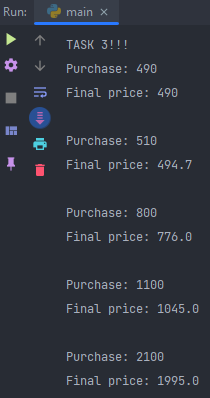 Run:
main
TASK 3!!!
Purchase: 490
Final price: 490
Purchase: 510
Final price: 494.7
Purchase: 800
Final price: 776.0
Purchase: 1100
Final price: 1045.0
Purchase: 2100
Final price: 1995.0